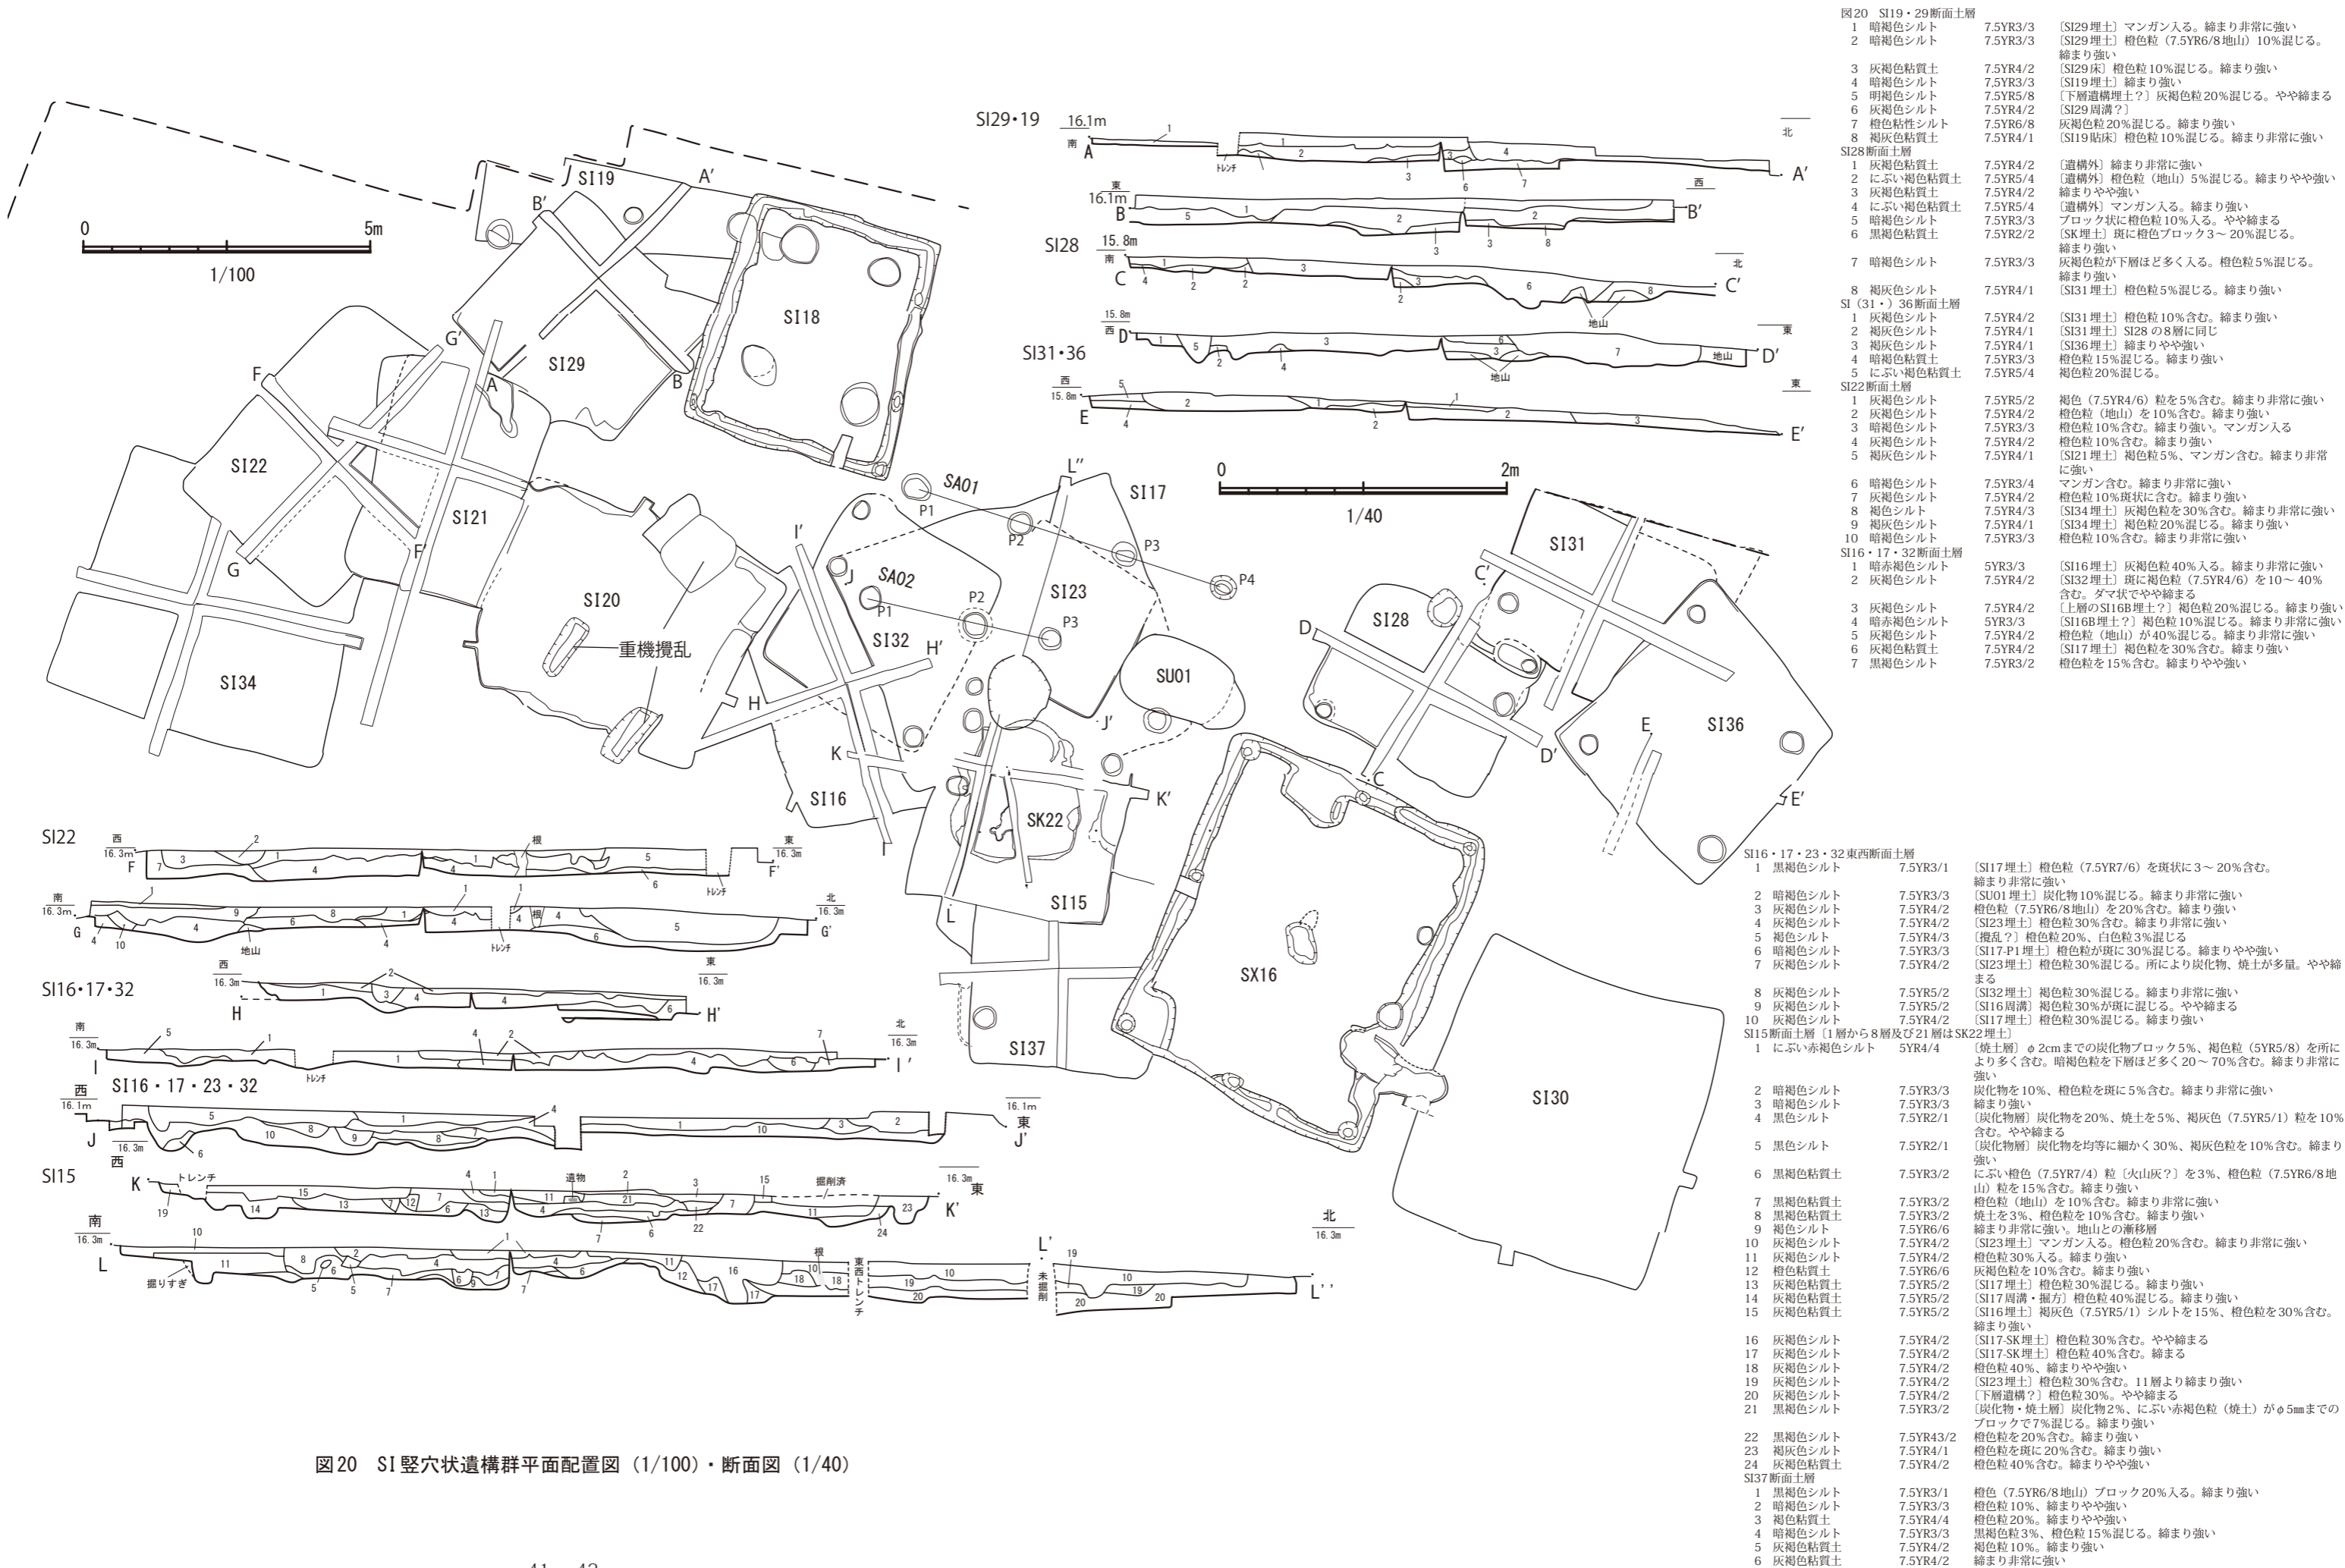 図20　SI19・29断面土層
1　暗褐色シルト　7.5YR3/3　〔SI29埋土〕マンガン入る。締まり非常に強い
2　暗褐色シルト　7.5YR3/3　〔SI29埋土〕橙色粒（7.5YR6/8地山）10%混じる。
締まり強い
3　灰褐色粘質土　7.5YR4/2　〔SI29床〕橙色粒10%混じる。締まり強い
4　暗褐色シルト　7.5YR3/3　〔SI19埋土〕締まり強い
5　明褐色シルト　7.5YR5/8　〔下層遺構埋土？〕灰褐色粒20%混じる。やや締まる
6　灰褐色シルト　7.5YR4/2　〔SI29周溝？〕
7　橙色粘性シルト　7.5YR6/8　灰褐色粒20%混じる。締まり強い
8　褐灰色粘質土　7.5YR4/1　〔SI19貼床〕橙色粒10%混じる。締まり非常に強い
SI28断面土層
1　灰褐色粘質土　7.5YR4/2　〔遺構外〕締まり非常に強い
2　にぶい褐色粘質土　7.5YR5/4　〔遺構外〕橙色粒（地山）5%混じる。締まりやや強い
3　灰褐色粘質土　7.5YR4/2　締まりやや強い
4　にぶい褐色粘質土　7.5YR5/4　〔遺構外〕マンガン入る。締まり強い
5　暗褐色シルト　7.5YR3/3　ブロック状に橙色粒10%入る。やや締まる
6　黒褐色粘質土　7.5YR2/2　〔SK埋土〕斑に橙色ブロック3～20%混じる。
締まり強い
7　暗褐色シルト　7.5YR3/3　灰褐色粒が下層ほど多く入る。橙色粒5%混じる。
締まり強い
8　褐灰色シルト　7.5YR4/1　〔SI31埋土〕橙色粒5%混じる。締まり強い
SI（31・）36断面土層
1　灰褐色シルト　7.5YR4/2　〔SI31埋土〕橙色粒10%含む。締まり強い
2　褐灰色シルト　7.5YR4/1　〔SI31埋土〕SI28の8層に同じ
3　褐灰色シルト　7.5YR4/1　〔SI36埋土〕締まりやや強い
4　暗褐色粘質土　7.5YR3/3　橙色粒15%混じる。締まり強い
5　にぶい褐色粘質土　7.5YR5/4　褐色粒20%混じる。
SI22断面土層
1　灰褐色シルト　7.5YR5/2　褐色（7.5YR4/6）粒を5%含む。締まり非常に強い
2　灰褐色シルト　7.5YR4/2　橙色粒（地山）を10%含む。締まり強い
3　暗褐色シルト　7.5YR3/3　橙色粒10%含む。締まり強い。マンガン入る
4　灰褐色シルト　7.5YR4/2　橙色粒10%含む。締まり強い
5　褐灰色シルト　7.5YR4/1　〔SI21埋土〕褐色粒5%、マンガン含む。締まり非常
に強い
6　暗褐色シルト　7.5YR3/4　マンガン含む。締まり非常に強い
7　灰褐色シルト　7.5YR4/2　橙色粒10%斑状に含む。締まり強い
8　褐色シルト　7.5YR4/3　〔SI34埋土〕灰褐色粒を30%含む。締まり非常に強い
9　褐灰色シルト　7.5YR4/1　〔SI34埋土〕褐色粒20%混じる。締まり強い
10　暗褐色シルト　7.5YR3/3　橙色粒10%含む。締まり非常に強い
SI16・17・32断面土層
1　暗赤褐色シルト　5YR3/3　〔SI16埋土〕灰褐色粒40%入る。締まり非常に強い
2　灰褐色シルト　7.5YR4/2　〔SI32埋土〕斑に褐色粒（7.5YR4/6）を10～40%
含む。ダマ状でやや締まる
3　灰褐色シルト　7.5YR4/2　〔上層のSI16B埋土？〕褐色粒20%混じる。締まり強い
4　暗赤褐色シルト　5YR3/3　〔SI16B埋土？〕褐色粒10%混じる。締まり非常に強い
5　灰褐色シルト　7.5YR4/2　橙色粒（地山）が40%混じる。締まり非常に強い
6　灰褐色粘質土　7.5YR4/2　〔SI17埋土〕褐色粒を30%含む。締まり強い
7　黒褐色シルト　7.5YR3/2　橙色粒を15%含む。締まりやや強い
SI16・17・23・32東西断面土層
1　黒褐色シルト　7.5YR3/1　〔SI17埋土〕橙色粒（7.5YR7/6）を斑状に3～20%含む。
締まり非常に強い
2　暗褐色シルト　7.5YR3/3　〔SU01埋土〕炭化物10%混じる。締まり非常に強い
3　灰褐色シルト　7.5YR4/2　橙色粒（7.5YR6/8地山）を20%含む。締まり強い
4　灰褐色シルト　7.5YR4/2　〔SI23埋土〕橙色粒30%含む。締まり非常に強い
5　褐色シルト　7.5YR4/3　〔攪乱？〕橙色粒20%、白色粒3%混じる
6　暗褐色シルト　7.5YR3/3　〔SI17-P1埋土〕橙色粒が斑に30%混じる。締まりやや強い
7　灰褐色シルト　7.5YR4/2　〔SI23埋土〕橙色粒30%混じる。所により炭化物、焼土が多量。やや締
まる
8　灰褐色シルト　7.5YR5/2　〔SI32埋土〕褐色粒30%混じる。締まり非常に強い
9　灰褐色シルト　7.5YR5/2　〔SI16周溝〕褐色粒30%が斑に混じる。やや締まる
10　灰褐色シルト　7.5YR4/2　〔SI17埋土〕橙色粒30%混じる。締まり強い
SI15断面土層〔1層から8層及び21層はSK22埋土〕
1　にぶい赤褐色シルト　5YR4/4　〔焼土層〕φ2cmまでの炭化物ブロック5%、褐色粒（5YR5/8）を所に
より多く含む。暗褐色粒を下層ほど多く20～70%含む。締まり非常に
強い
2　暗褐色シルト　7.5YR3/3　炭化物を10%、橙色粒を斑に5%含む。締まり非常に強い
3　暗褐色シルト　7.5YR3/3　締まり強い
4　黒色シルト　7.5YR2/1　〔炭化物層〕炭化物を20%、焼土を5%、褐灰色（7.5YR5/1）粒を10%
含む。やや締まる
5　黒色シルト　7.5YR2/1　〔炭化物層〕炭化物を均等に細かく30%、褐灰色粒を10%含む。締まり
強い
6　黒褐色粘質土　7.5YR3/2　にぶい橙色（7.5YR7/4）粒〔火山灰？〕を3%、橙色粒（7.5YR6/8地
山）粒を15%含む。締まり強い
7　黒褐色粘質土　7.5YR3/2　橙色粒（地山）を10%含む。締まり非常に強い
8　黒褐色粘質土　7.5YR3/2　焼土を3%、橙色粒を10%含む。締まり強い
9　褐色シルト　7.5YR6/6　締まり非常に強い。地山との漸移層
10　灰褐色シルト　7.5YR4/2　〔SI23埋土〕マンガン入る。橙色粒20%含む。締まり非常に強い
11　灰褐色シルト　7.5YR4/2　橙色粒30%入る。締まり強い
12　橙色粘質土　7.5YR6/6　灰褐色粒を10%含む。締まり強い
13　灰褐色粘質土　7.5YR5/2　〔SI17埋土〕橙色粒30%混じる。締まり強い
14　灰褐色粘質土　7.5YR5/2　〔SI17周溝・掘方〕橙色粒40%混じる。締まり強い
15　灰褐色粘質土　7.5YR5/2　〔SI16埋土〕褐灰色（7.5YR5/1）シルトを15%、橙色粒を30%含む。
締まり強い
16　灰褐色シルト　7.5YR4/2　〔SI17-SK埋土〕橙色粒30%含む。やや締まる
17　灰褐色シルト　7.5YR4/2　〔SI17-SK埋土〕橙色粒40%含む。締まる
18　灰褐色シルト　7.5YR4/2　橙色粒40%、締まりやや強い
19　灰褐色シルト　7.5YR4/2　〔SI23埋土〕橙色粒30%含む。11層より締まり強い
20　灰褐色シルト　7.5YR4/2　〔下層遺構？〕橙色粒30%。やや締まる
21　黒褐色シルト　7.5YR3/2　〔炭化物・焼土層〕炭化物2%、にぶい赤褐色粒（焼土）がφ5㎜までの
ブロックで7%混じる。締まり強い
22　黒褐色シルト　7.5YR43/2　橙色粒を20%含む。締まり強い
23　褐灰色シルト　7.5YR4/1　橙色粒を斑に20%含む。締まり強い
24　灰褐色粘質土　7.5YR4/2　橙色粒40%含む。締まりやや強い
SI37断面土層
1　黒褐色シルト　7.5YR3/1　橙色（7.5YR6/8地山）ブロック20%入る。締まり強い
2　暗褐色シルト　7.5YR3/3　橙色粒10%、締まりやや強い
3　褐色粘質土　7.5YR4/4　橙色粒20%。締まりやや強い
4　暗褐色シルト　7.5YR3/3　黒褐色粒3%、橙色粒15%混じる。締まり強い
5　灰褐色粘質土　7.5YR4/2　褐色粒10%。締まり強い
6　灰褐色粘質土　7.5YR4/2　締まり非常に強い
0　5m
1/100
SI19
A'
B'
SI18
G'
SI29
F
A
B
SI22
SI21
F'
G
SI34
SI20
重機攪乱
SA01
P1
P2
P3
P4
L''
SI17
I'
J
SA02
P1
P2
P3
SI23
SI32
H'
H
SU01
J'
K
SI16
I
K'
SK22
L
SI15
SI37
SX16
SI30
SI31
C'
SI28
D
D'
C
E
SI36
E'
SI29・19
16.1m
南
A
トレンチ
北
A'
東
16.1m
B
西
B'
SI28
15.8m
南
C
北
C'
地山
SI31・36
15.8m
西
D
東
D'
地山
地山
西
15.8m
E
東
E'
0　2m
1/40
SI22
西
16.3m
F
根
東
16.3m
F'
トレンチ
南
16.3m
G
地山
トレンチ
根
北
16.3m
G'
SI16・17・32
西
16.3m
H
東
16.3m
H'
南
16.3m
I
トレンチ
北
16.3m
I'
SI16・17・23・32
西
16.1m
J
16.1m
東
J'
SI15
16.3m
西
K
トレンチ
遺物
掘削済
16.3m
東
K'
南
16.3m
L
掘りすぎ
根
東西トレンチ
L'
未掘削
北
16.3m
L''
図20　SI竪穴状遺構群平面配置図（1/100）・断面図（1/40）